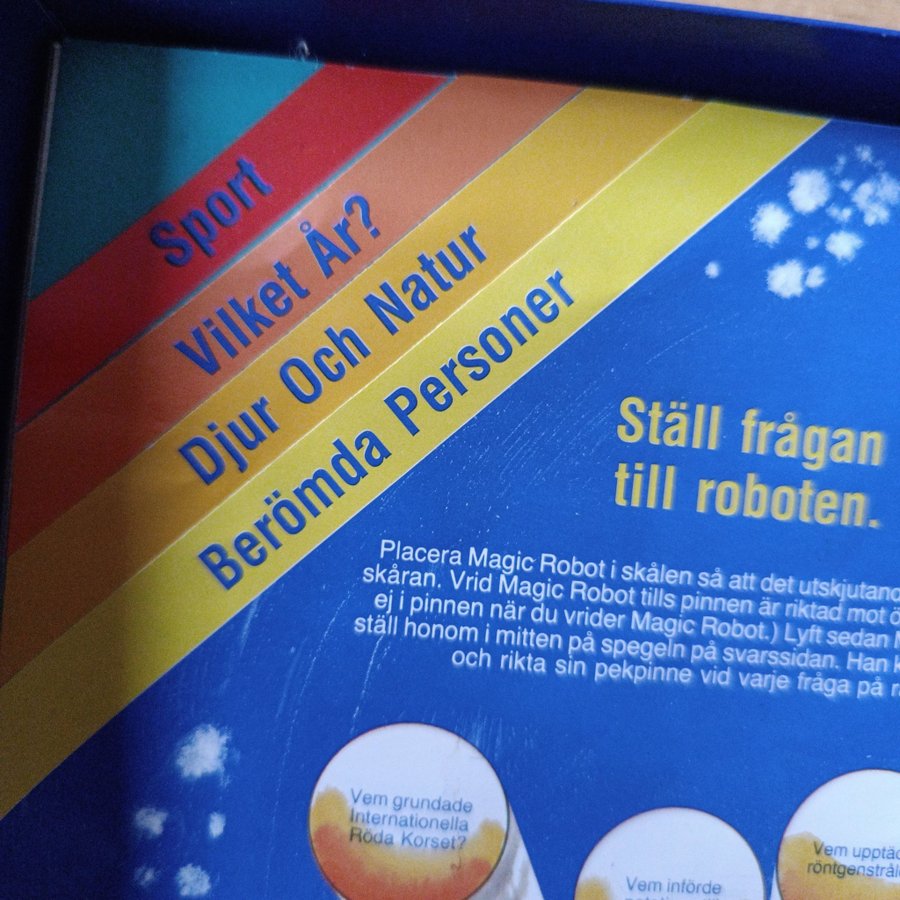 Sport
Vilket År?
Djur Och Natur
Berömda Personer
Ställ frågan
till roboten.
Placera Magic Robot i skålen så att det utskjutand
skåran. Vrid Magic Robot tills pinnen är riktad mot
ej i pinnen när du vrider Magic Robot.) Lyft sedan
ställ honom i mitten på spegeln på svarssidan. Han
och rikta sin pekpinne vid varje fråga på
Vem grundade
Internationella
Röda Korset?
Vem införde
Vem upptäc
röntgenstrål